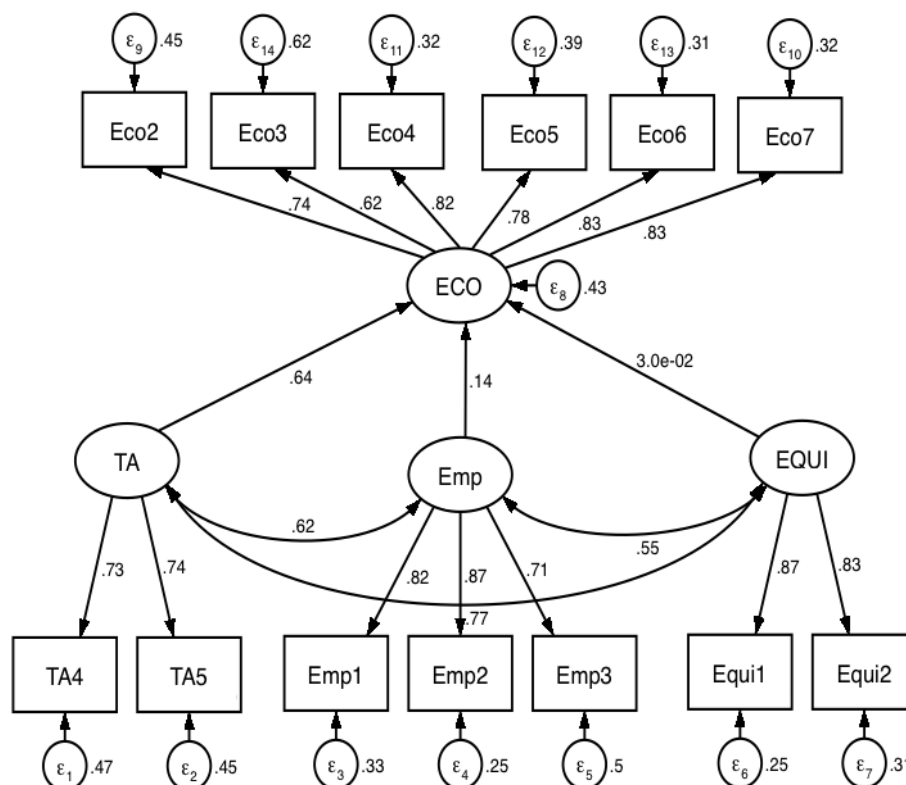 ε9 .45 ε14 .62 ε11 .32 ε12 .39 ε13 .31 ε10 .32
Eco2 Eco3 Eco4 Eco5 Eco6 Eco7
.74 .62 .82 .78 .83 .83
ECO ε8 .43
.64 .14 3.0e-02
TA Emp EQUI
.62 .55
.73 .74 .82 .87 .71 .77 .87 .83
TA4 TA5 Emp1 Emp2 Emp3 Equi1 Equi2
ε1 .47 ε2 .45 ε3 .33 ε4 .25 ε5 .5 ε6 .25 ε7 .31